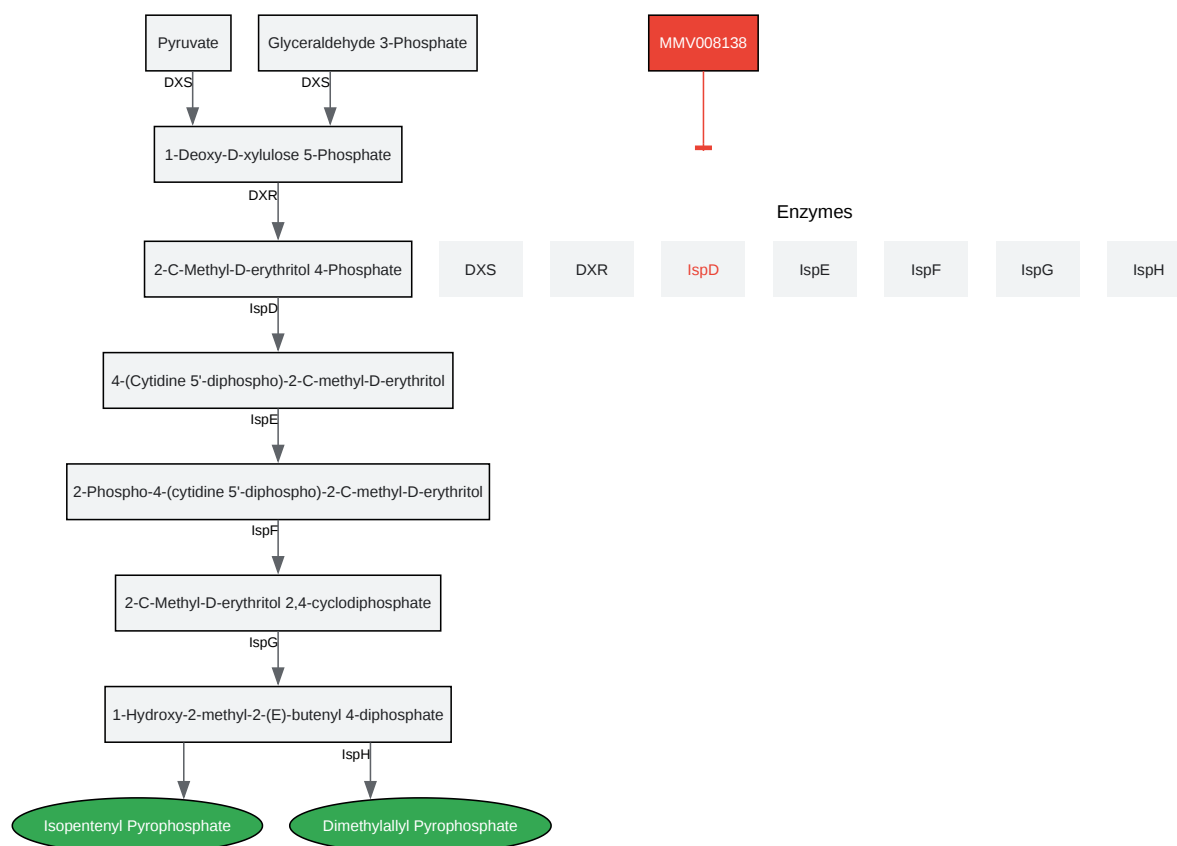 Pyruvate
Glyceraldehyde 3-Phosphate
MMV008138
DXS
DXS
1-Deoxy-D-xylulose 5-Phosphate
DXR
Enzymes
2-C-Methyl-D-erythritol 4-Phosphate
DXS
DXR
IspD
IspE
IspF
IspG
IspH
IspD
4-(Cytidine 5'-diphospho)-2-C-methyl-D-erythritol
IspE
2-Phospho-4-(cytidine 5'-diphospho)-2-C-methyl-D-erythritol
IspF
2-C-Methyl-D-erythritol 2,4-cyclodiphosphate
IspG
1-Hydroxy-2-methyl-2-(E)-butenyl 4-diphosphate
IspH
Isopentenyl Pyrophosphate
Dimethylallyl Pyrophosphate